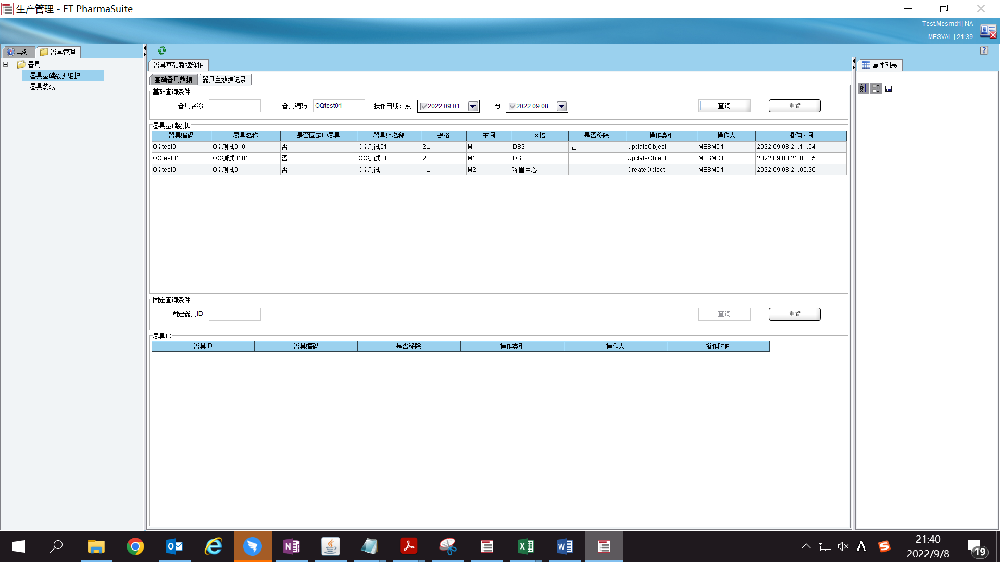 生产管理 - FT PharmaSuite
---Test.Mesmd1| NA
MESVAL | 21:39
导航
器具管理
器具
器具基础数据维护
器具装载
器具基础数据维护
基础器具数据
器具主数据记录
基础查询条件
器具名称
器具编码 OQtest01
操作日期: 从 2022.09.01
到 2022.09.08
查询
重置
器具基础数据
器具编码 器具名称 是否固定ID器具 器具组名称 规格 车间 区域 是否移除 操作类型 操作人 操作时间
OQtest01 OQ测试0101 否 OQ测试01 2L M1 DS3 是 UpdateObject MESMD1 2022.09.08 21.11.04
OQtest01 OQ测试0101 否 OQ测试01 2L M1 DS3 UpdateObject MESMD1 2022.09.08 21.08.35
OQtest01 OQ测试01 否 OQ测试 1L M2 称量中心 CreateObject MESMD1 2022.09.08 21.05.30
固定查询条件
固定器具ID
查询
重置
器具ID
器具ID 器具编码 是否移除 操作类型 操作人 操作时间
属性列表
21:40
2022/9/8
19